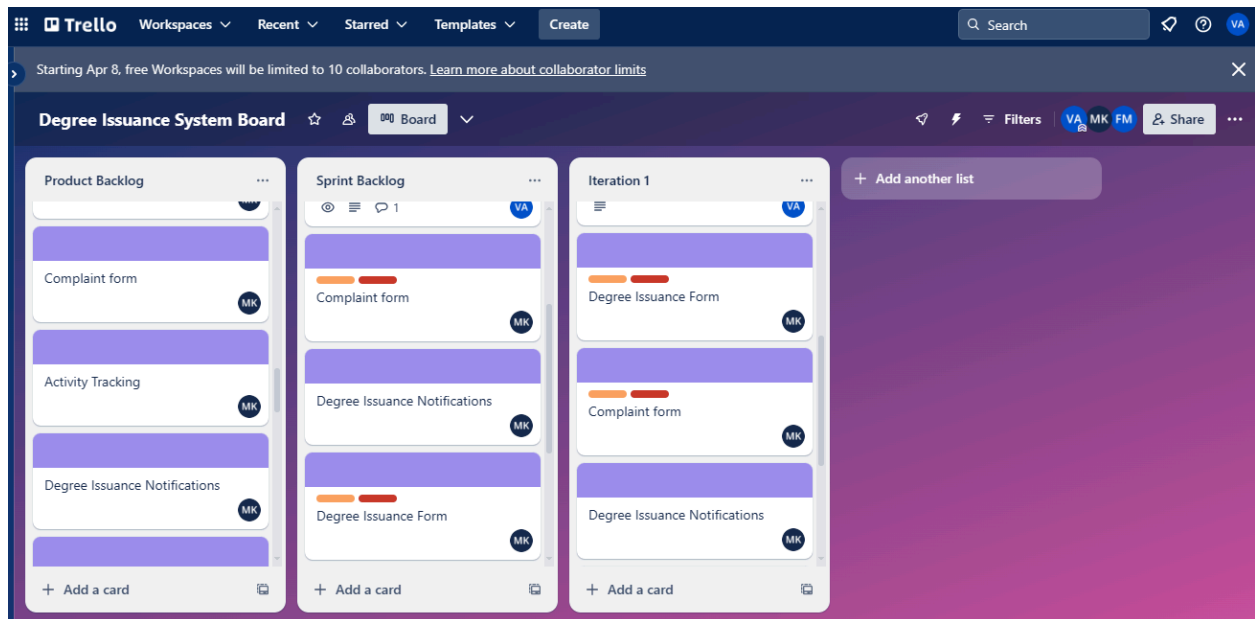 Trello Workspaces Recent Starred Templates Create Search VA
Starting Apr 8, free Workspaces will be limited to 10 collaborators. Learn more about collaborator limits
Degree Issuance System Board Board Filters VA MK FM Share
Product Backlog
Complaint form
MK
Activity Tracking
MK
Degree Issuance Notifications
MK
+ Add a card
Sprint Backlog
1 VA
Complaint form
MK
Degree Issuance Notifications
MK
Degree Issuance Form
MK
+ Add a card
Iteration 1
VA
Degree Issuance Form
MK
Complaint form
MK
Degree Issuance Notifications
MK
+ Add a card
+ Add another list